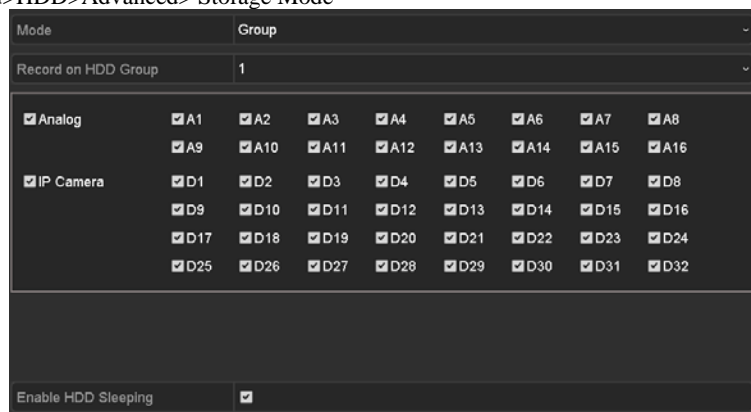 >HDD>Advanced> Storage Mode
Mode Group
Record on HDD Group 1
Analog A1 A2 A3 A4 A5 A6 A7 A8
A9 A10 A11 A12 A13 A14 A15 A16
IP Camera D1 D2 D3 D4 D5 D6 D7 D8
D9 D10 D11 D12 D13 D14 D15 D16
D17 D18 D19 D20 D21 D22 D23 D24
D25 D26 D27 D28 D29 D30 D31 D32
Enable HDD Sleeping